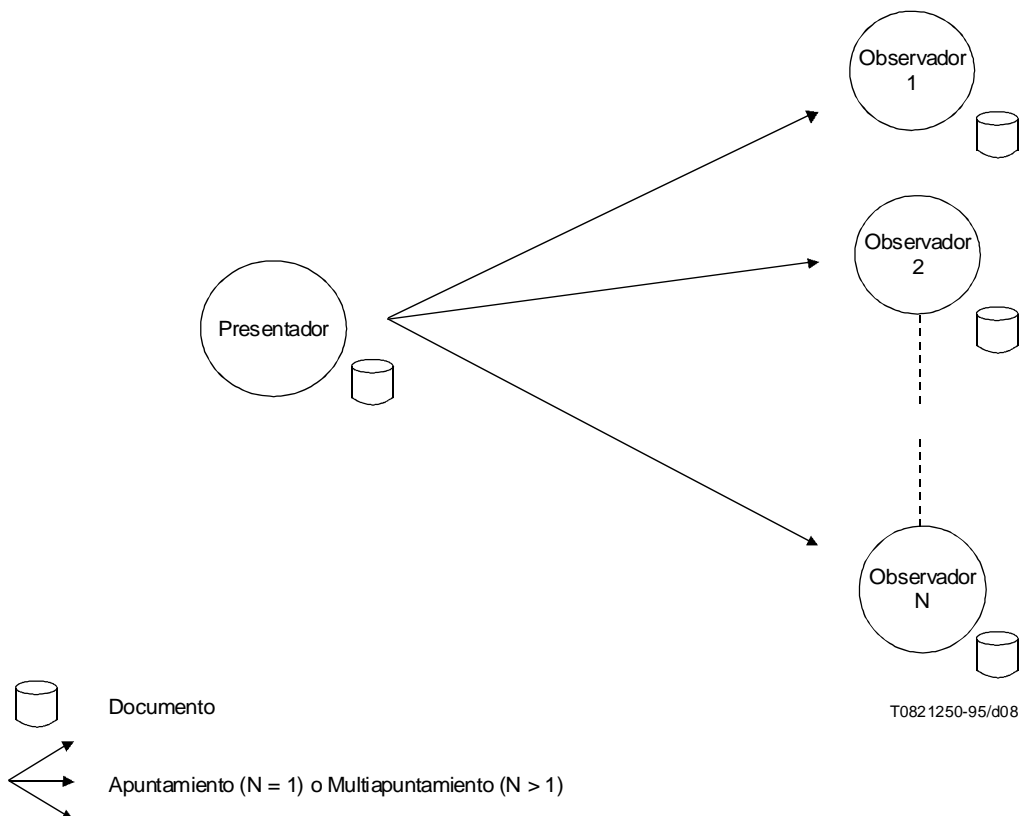 Observador
1
Observador
2
Presentador
Observador
N
Documento
T0821250-95/d08
Apuntamiento (N = 1) o Multiapuntamiento (N > 1)